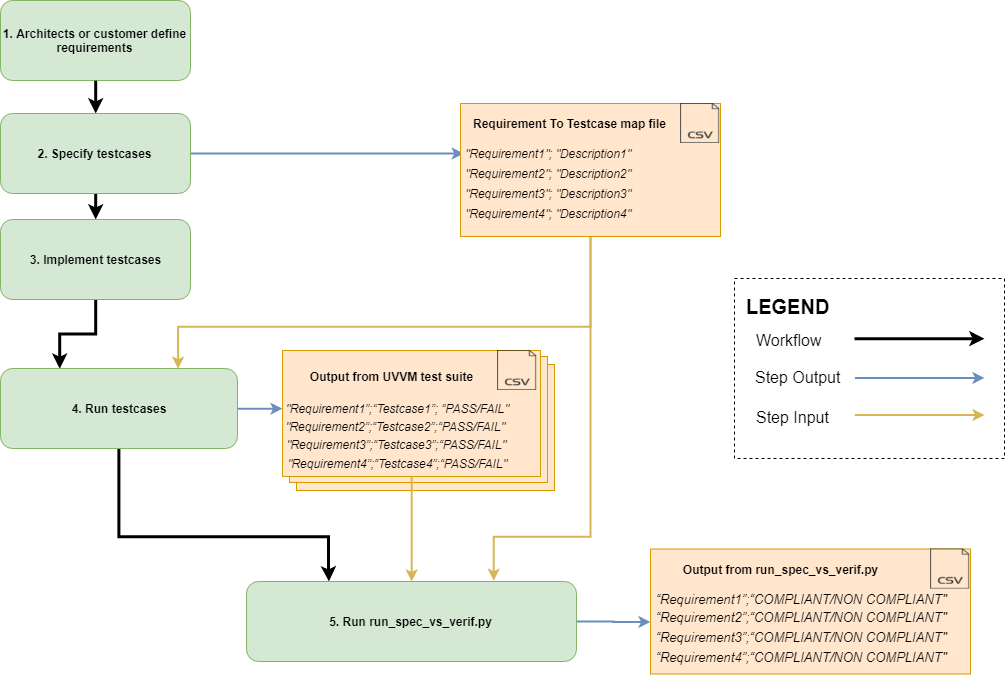 1. Architects or customer define
requirements
2. Specify testcases
Requirement To Testcase map file
CSV
"Requirement1"; "Description1"
"Requirement2"; "Description2"
"Requirement3"; "Description3"
"Requirement4"; "Description4"
3. Implement testcases
LEGEND
Workflow
Step Output
Step Input
4. Run testcases
Output from UVVM test suite
CSV
"Requirement1”;“Testcase1”; “PASS/FAIL"
"Requirement2”;“Testcase2”;“PASS/FAIL"
"Requirement3”;“Testcase3”;“PASS/FAIL"
"Requirement4”;“Testcase4”;“PASS/FAIL"
5. Run run_spec_vs_verif.py
Output from run_spec_vs_verif.py
CSV
“Requirement1”;“COMPLIANT/NON COMPLIANT"
“Requirement2”;“COMPLIANT/NON COMPLIANT"
“Requirement3”;“COMPLIANT/NON COMPLIANT"
“Requirement4”;“COMPLIANT/NON COMPLIANT"